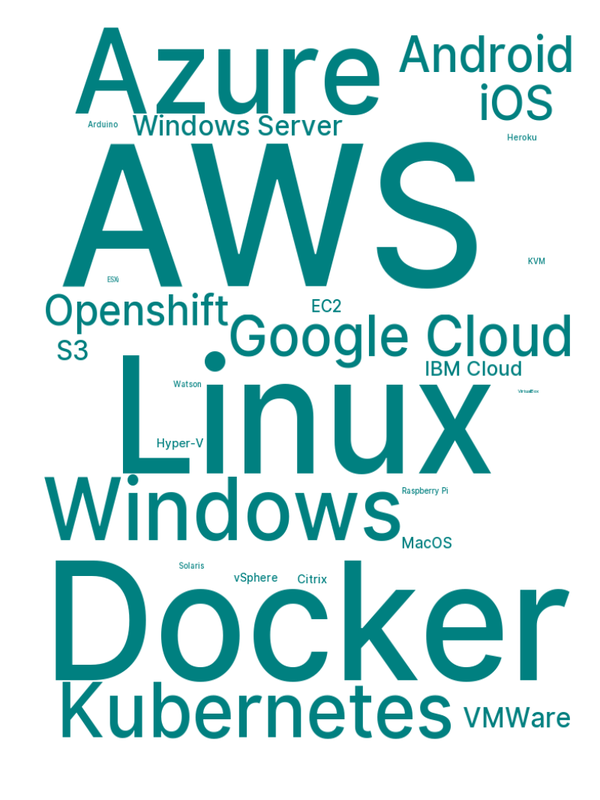 Azure
Android
iOS
Arduino
Windows Server
Heroku
AWS
KVM
ESXi
Openshift
EC2
Google Cloud
S3
IBM Cloud
Watson
VirtualBox
Linux
Hyper-V
Windows
Raspberry Pi
MacOS
Solaris
vSphere
Citrix
Docker
Kubernetes
VMWare